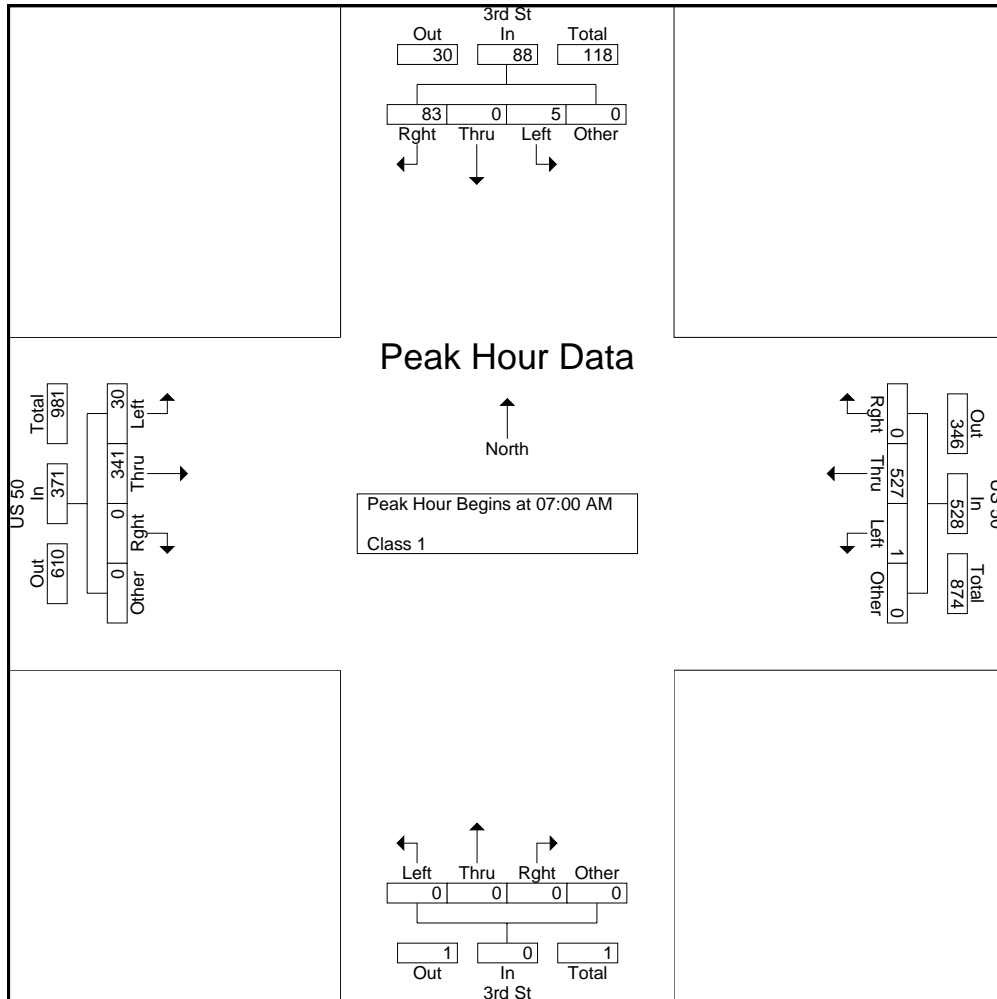 3rd St
Out In Total
30 88 118
83 0 5 0
Rght Thru Left Other
Peak Hour Data
North
Peak Hour Begins at 07:00 AM
Class 1
US 50
Total In Out
981 371 610
30 341 0 0
Left Thru Rght Other
US 50
Out In Total
346 528 874
0 527 1 0
Rght Thru Left Other
Left Thru Rght Other
0 0 0 0
1 0 1
Out In Total
3rd St